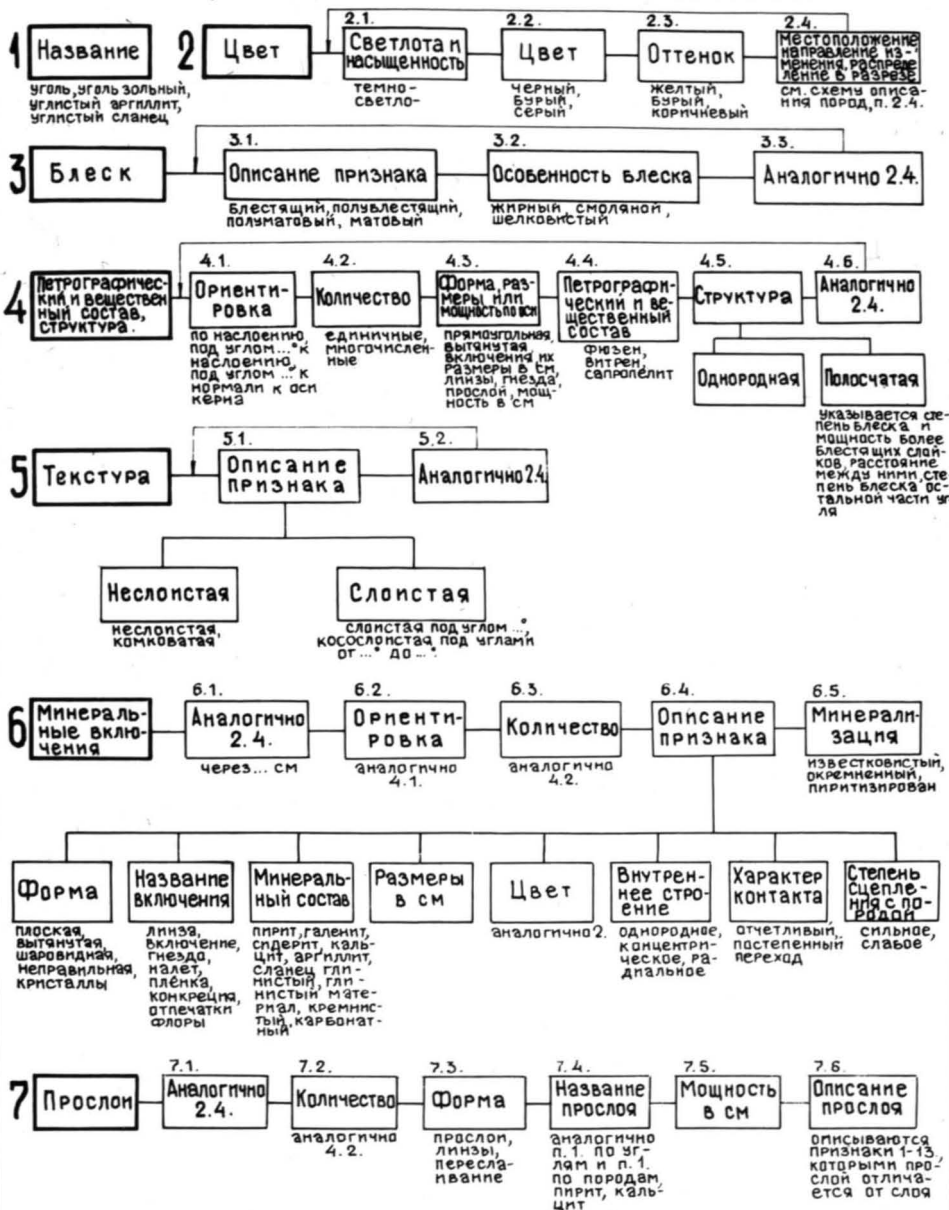 1
Название
уголь, уголь зольный,
углистый аргиллит,
углистый сланец
2
Цвет
2.1.
Светлота и
насыщенность
темно-
светло-
2.2.
Цвет
черный,
бурый,
серый
2.3.
Оттенок
желтый,
бурый,
коричневый
2.4.
Местоположение
направление из-
менения, распреде
ление в разрезе
см. схему описа-
ния пород, п. 2.4.
3
Блеск
3.1.
Описание признака
блестящий, полублестящий,
полуматовый, матовый
3.2.
Особенность блеска
жирный, смоляной,
шелковистый
3.3.
Аналогично 2.4.
4
Петрографичес-
кий и веществен
ный состав,
структура.
4.1.
Ориенти-
ровка
по наслоению,
под углом...° к
наслоению,
под углом...° к
нормали к оси
керна
4.2.
Количество
единичные,
многочислен-
ные
4.3.
Форма, раз-
меры или
мощность по оси
прямоугольная,
вытянутая
включения, их
размеры в см,
линзы, гнезда,
прослой, мощ-
ность в см
4.4.
Петрогра-
фический и ве-
щественный
состав
фюзен,
витрен,
сапропелит
4.5.
Структура
4.6.
Аналогично
2.4.
Однородная
Полосчатая
указывается сте-
пень блеска и
мощность более
блестящих слой-
ков, расстояние
между ними, сте
пень блеска ос-
тальной части уг
ля
5
Текстура
5.1.
Описание
признака
5.2.
Аналогично 2.4.
Неслоистая
неслоистая,
комковатая
Слоистая
слоистая под углом...°,
косослоистая под углами
от...° до...°.
6
Минераль-
ные вклю-
чения
6.1.
Аналогично
2.4.
через... см
6.2.
Ориенти-
ровка
аналогично
4.1.
6.3.
Количество
аналогично
4.2.
6.4.
Описание
признака
6.5.
Минерали-
зация
известковистый,
окремненный,
пиритизирован
Форма
плоская,
вытянутая,
шаровидная,
неправильная,
кристаллы
Название
включения
линза,
включение,
гнездо,
налет,
плёнка,
конкреция,
отпечатки
флоры
Минераль-
ный состав
пирит, галенит,
сидерит, каль-
цит, аргиллит,
сланец гли-
нистый, гли-
нистый мате-
риал, кремнис-
тый, карбонат-
ный
Размеры
в см
Цвет
аналогично 2.
Внутрен-
нее стро-
ение
однородное,
концентри-
ческое, ра-
диальное
Характер
контакта
отчетливый,
постепенный
переход
Степень
сцепле-
ния с по-
родой
сильное,
слабое
7
Прослои
7.1.
Аналогично
2.4.
7.2.
Количество
аналогично
4.2.
7.3.
Форма
прослои,
линзы,
пересла-
ивание
7.4.
Название
прослоя
аналогично
п. 1. по уг-
лям и п. 1.
по породам,
пирит, каль-
цит
7.5.
Мощность
в см
7.6.
Описание
прослоя
описываются
признаки 1-13,
которыми про-
слой отлича-
ется от слоя